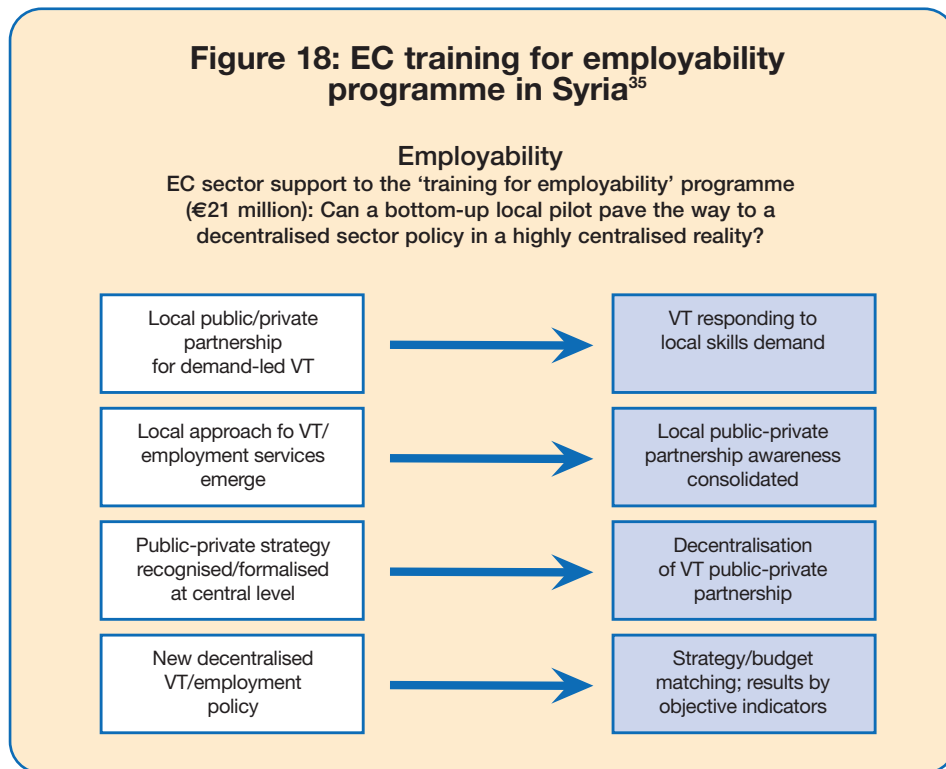 Figure 18: EC training for employability
programme in Syria35
Employability
EC sector support to the ‘training for employability’ programme
(€21 million): Can a bottom-up local pilot pave the way to a
decentralised sector policy in a highly centralised reality?
Local public/private
partnership
for demand-led VT
VT responding to
local skills demand
Local approach fo VT/
employment services
emerge
Local public-private
partnership awareness
consolidated
Public-private strategy
recognised/formalised
at central level
Decentralisation
of VT public-private
partnership
New decentralised
VT/employment
policy
Strategy/budget
matching; results by
objective indicators